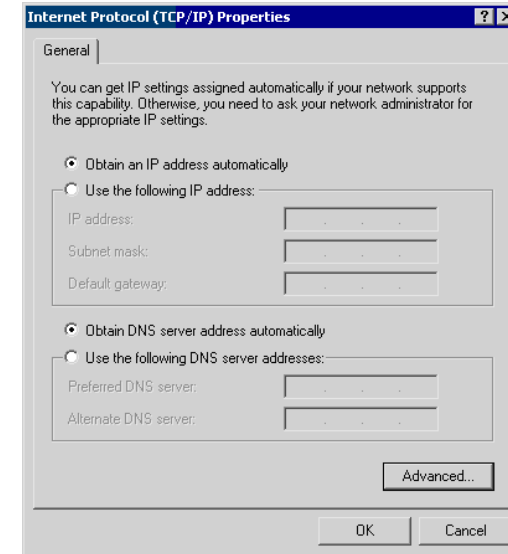 Internet Protocol (TCP/IP) Properties
General
You can get IP settings assigned automatically if your network supports
this capability. Otherwise, you need to ask your network administrator for
the appropriate IP settings.
Obtain an IP address automatically
Use the following IP address:
IP address:
Subnet mask:
Default gateway:
Obtain DNS server address automatically
Use the following DNS server addresses:
Preferred DNS server:
Alternate DNS server:
Advanced...
OK
Cancel